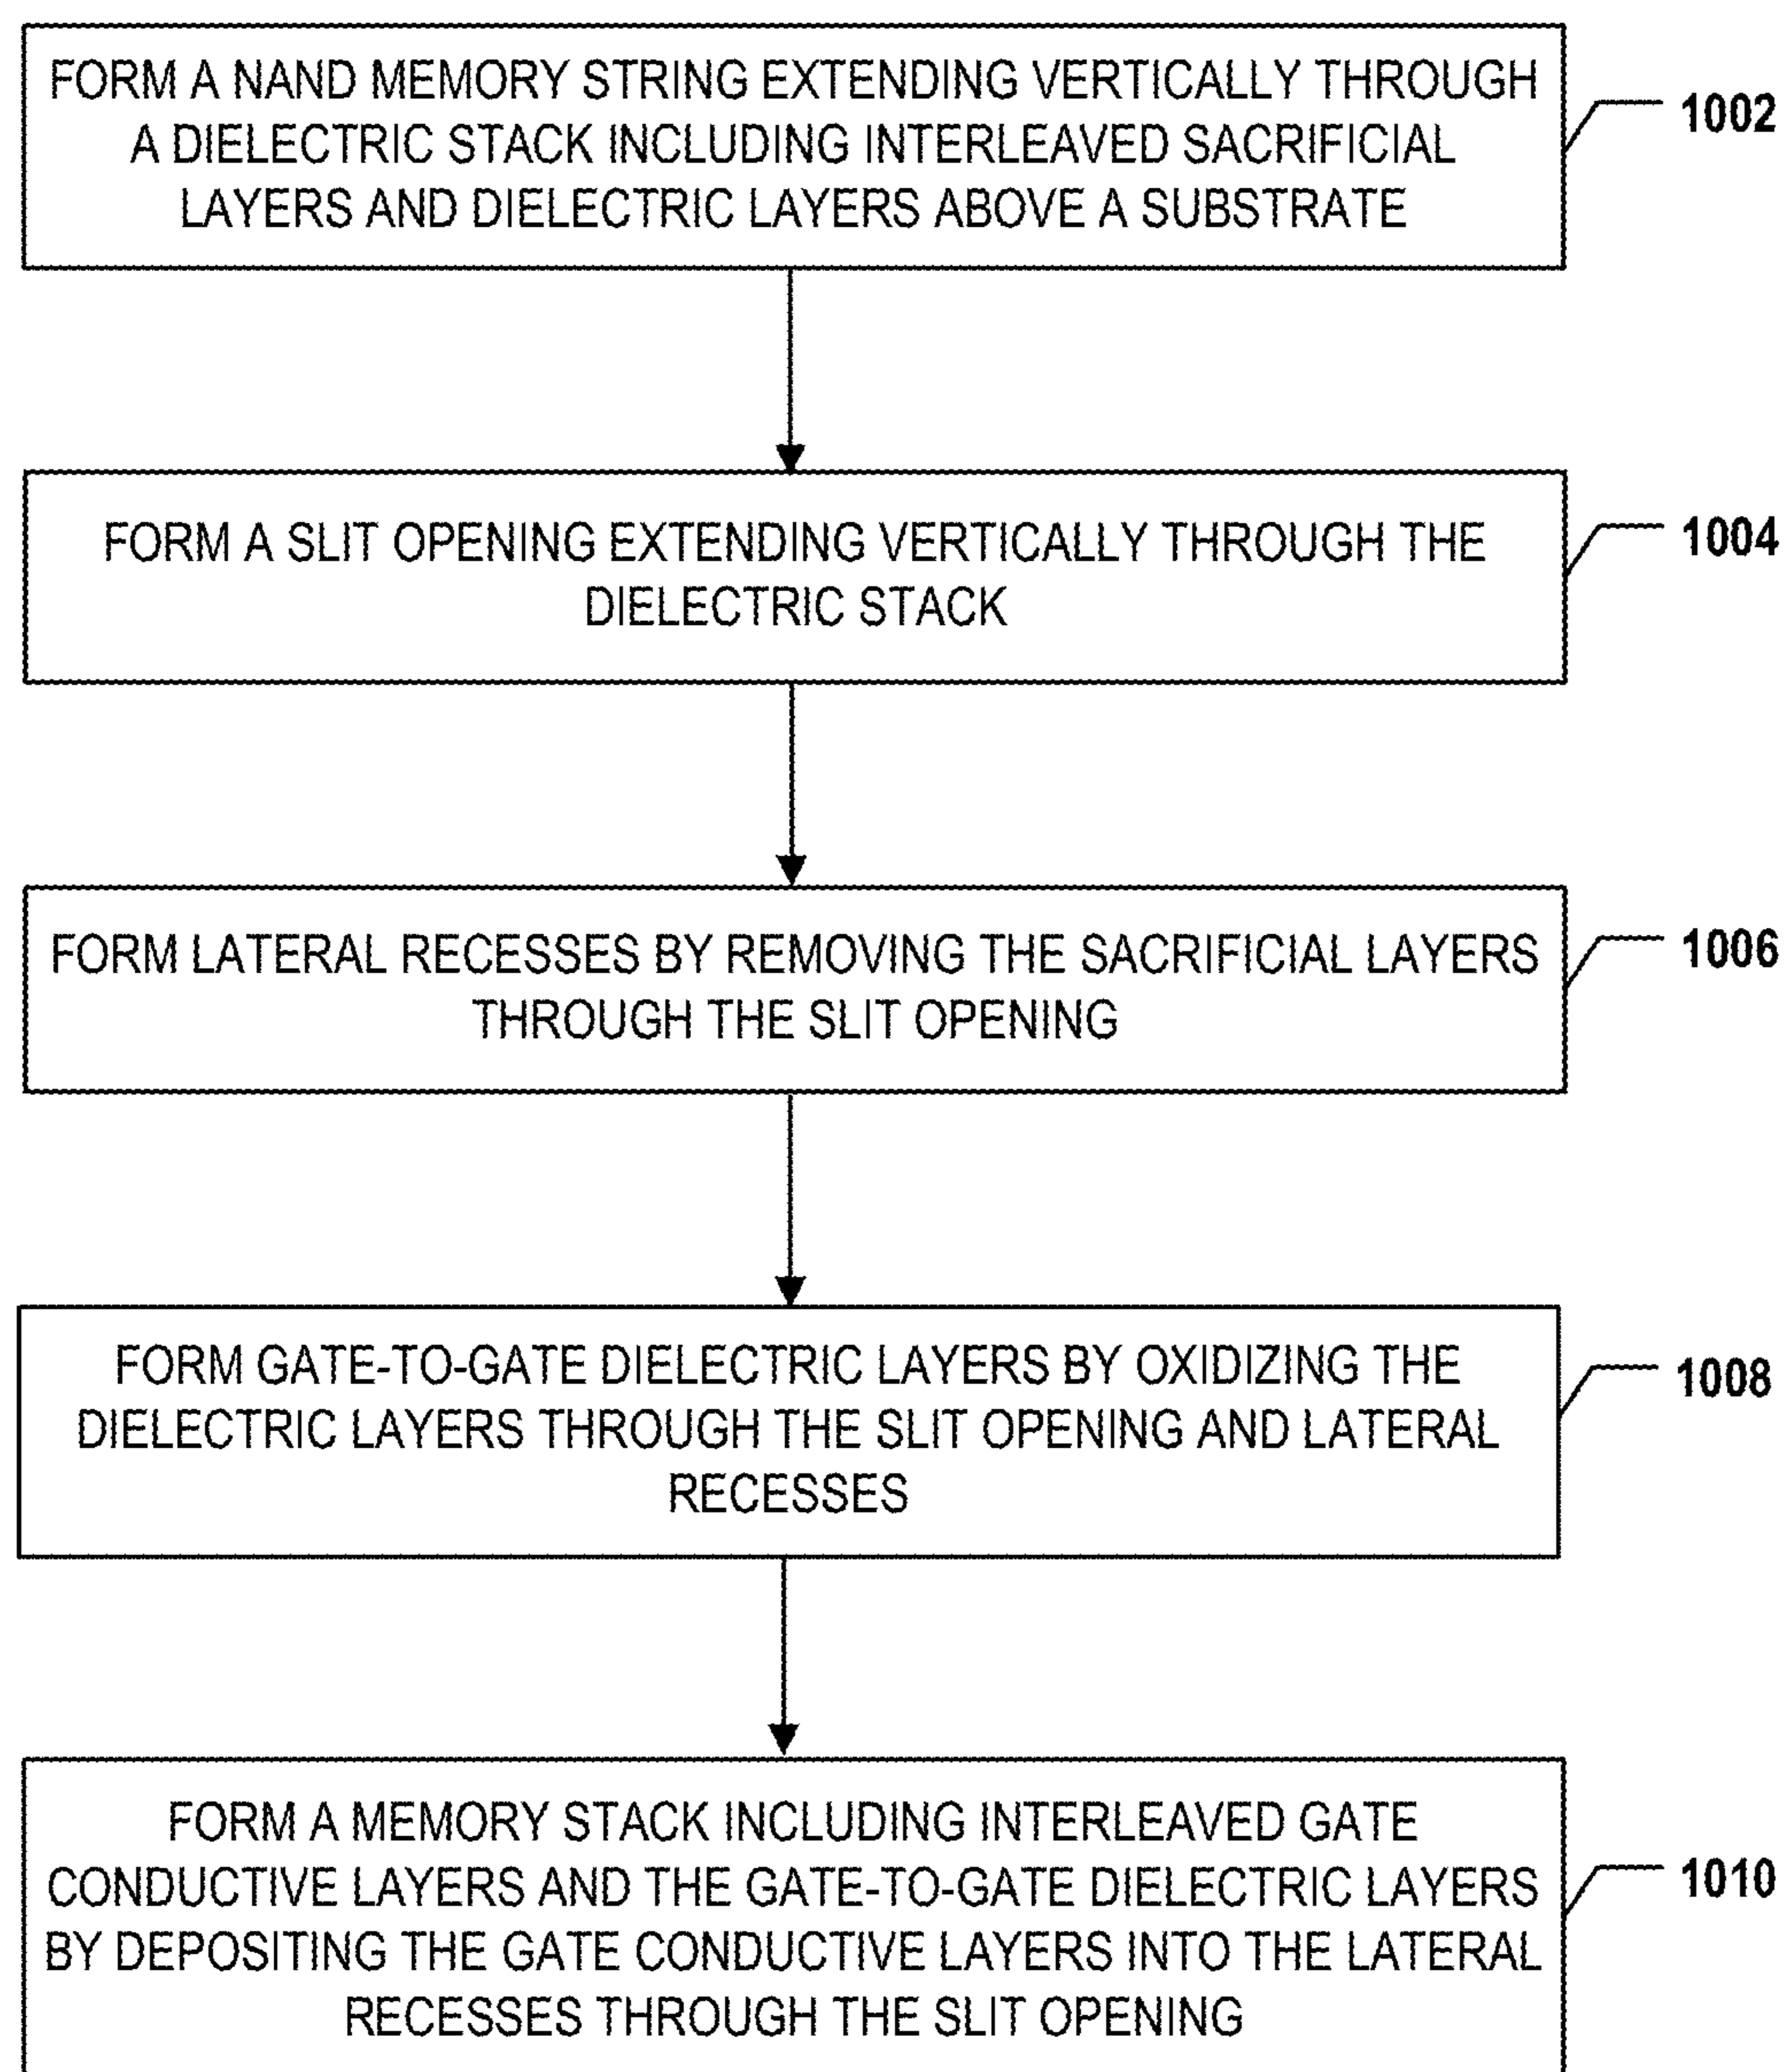 FORM A NAND MEMORY STRING EXTENDING VERTICALLY THROUGH
A DIELECTRIC STACK INCLUDING INTERLEAVED SACRIFICIAL
LAYERS AND DIELECTRIC LAYERS ABOVE A SUBSTRATE
1002
FORM A SLIT OPENING EXTENDING VERTICALLY THROUGH THE
DIELECTRIC STACK
1004
FORM LATERAL RECESSES BY REMOVING THE SACRIFICIAL LAYERS
THROUGH THE SLIT OPENING
1006
FORM GATE-TO-GATE DIELECTRIC LAYERS BY OXIDIZING THE
DIELECTRIC LAYERS THROUGH THE SLIT OPENING AND LATERAL
RECESSES
1008
FORM A MEMORY STACK INCLUDING INTERLEAVED GATE
CONDUCTIVE LAYERS AND THE GATE-TO-GATE DIELECTRIC LAYERS
BY DEPOSITING THE GATE CONDUCTIVE LAYERS INTO THE LATERAL
RECESSES THROUGH THE SLIT OPENING
1010